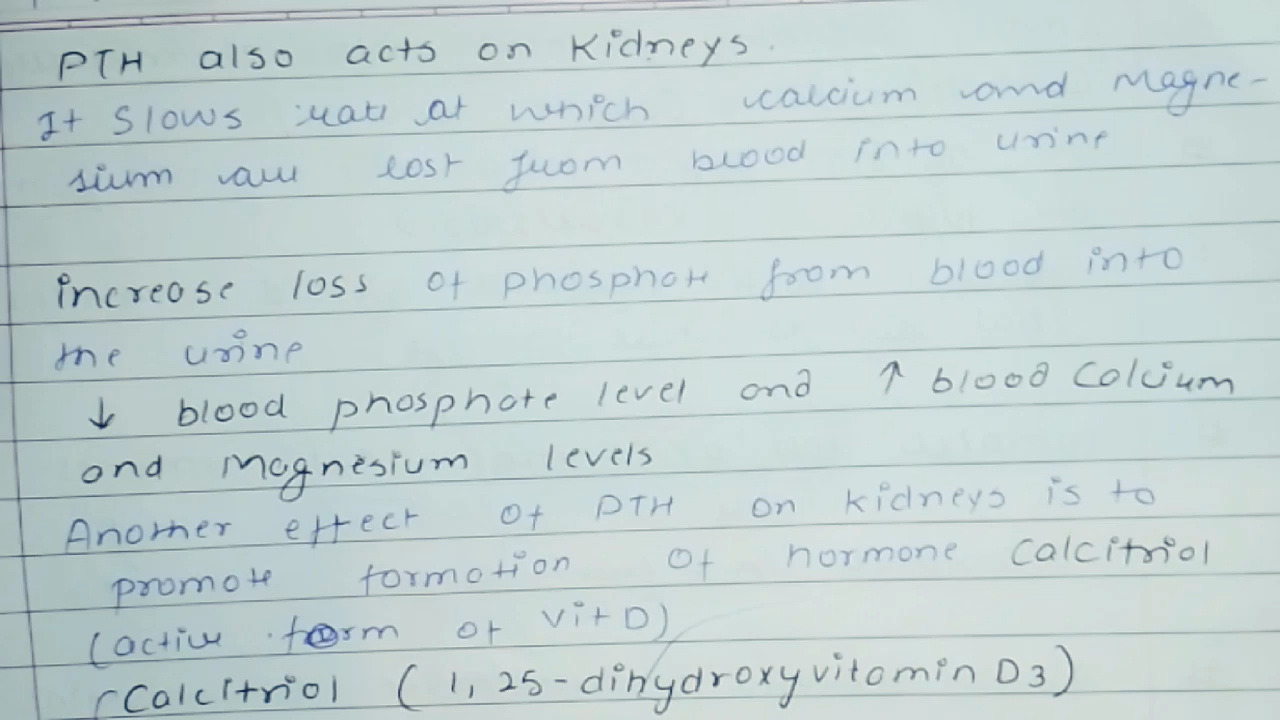 PTH also acts on Kidneys.
It slows rate at which calcium and Magne-
sium are lost from blood into urine
increase loss of phosphate from blood into
the urine
↓ blood phosphate level and ↑ blood Calcium
and Magnesium levels
Another effect of PTH on kidneys is to
promote formation of hormone Calcitriol
(active form of Vit D)
Calcitriol (1, 25-dihydroxyvitamin D3)